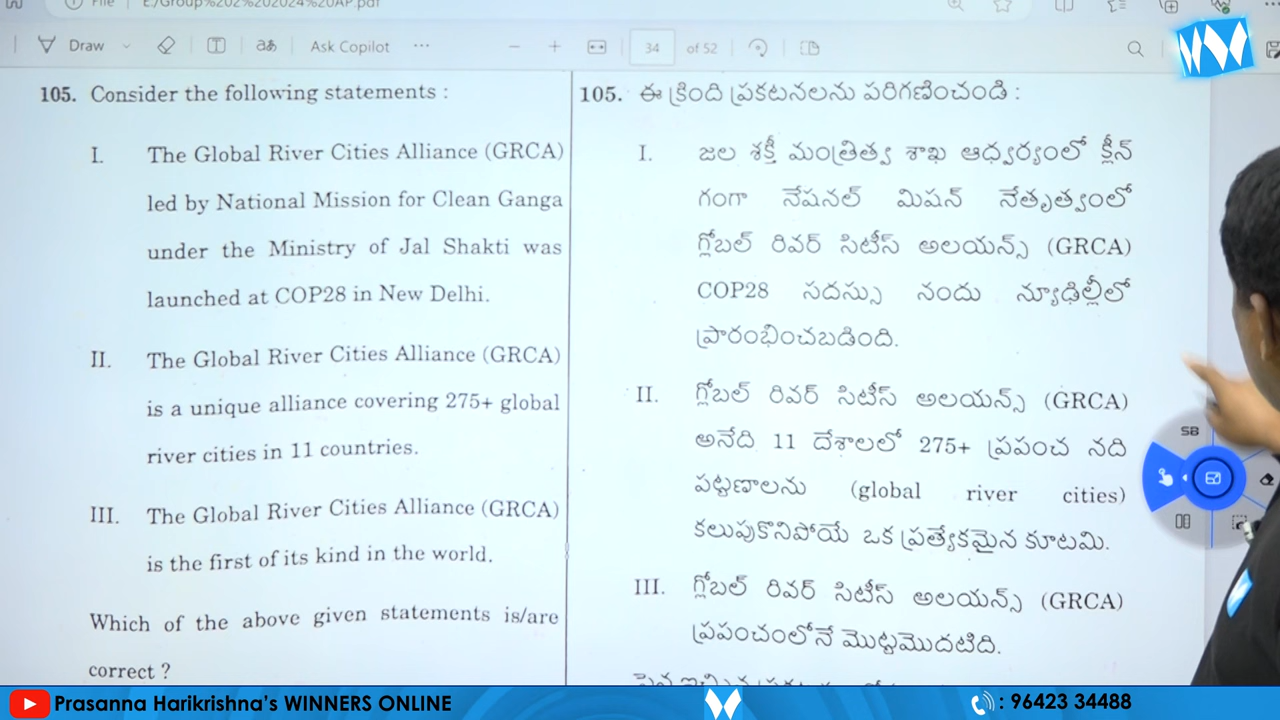 File E:/Group%202%202024%20AP.pdf
Draw aあ Ask Copilot ... 34 of 52
105. Consider the following statements :
I. The Global River Cities Alliance (GRCA)
led by National Mission for Clean Ganga
under the Ministry of Jal Shakti was
launched at COP28 in New Delhi.
II. The Global River Cities Alliance (GRCA)
is a unique alliance covering 275+ global
river cities in 11 countries.
III. The Global River Cities Alliance (GRCA)
is the first of its kind in the world.
Which of the above given statements is/are
correct ?
105. ఈ క్రింది ప్రకటనలను పరిగణించండి :
I. జల శక్తి మంత్రిత్వ శాఖ ఆధ్వర్యంలో క్లీన్
గంగా నేషనల్ మిషన్ నేతృత్వంలో
గ్లోబల్ రివర్ సిటీస్ అలయన్స్ (GRCA)
COP28 సదస్సు నందు న్యూఢిల్లీలో
ప్రారంభించబడింది.
II. గ్లోబల్ రివర్ సిటీస్ అలయన్స్ (GRCA)
అనేది 11 దేశాలలో 275+ ప్రపంచ నది
పట్టణాలను (global river cities)
కలుపుకొనిపోయే ఒక ప్రత్యేకమైన కూటమి.
III. గ్లోబల్ రివర్ సిటీస్ అలయన్స్ (GRCA)
ప్రపంచంలోనే మొట్టమొదటిది.
SB
Prasanna Harikrishna's WINNERS ONLINE
: 96423 34488